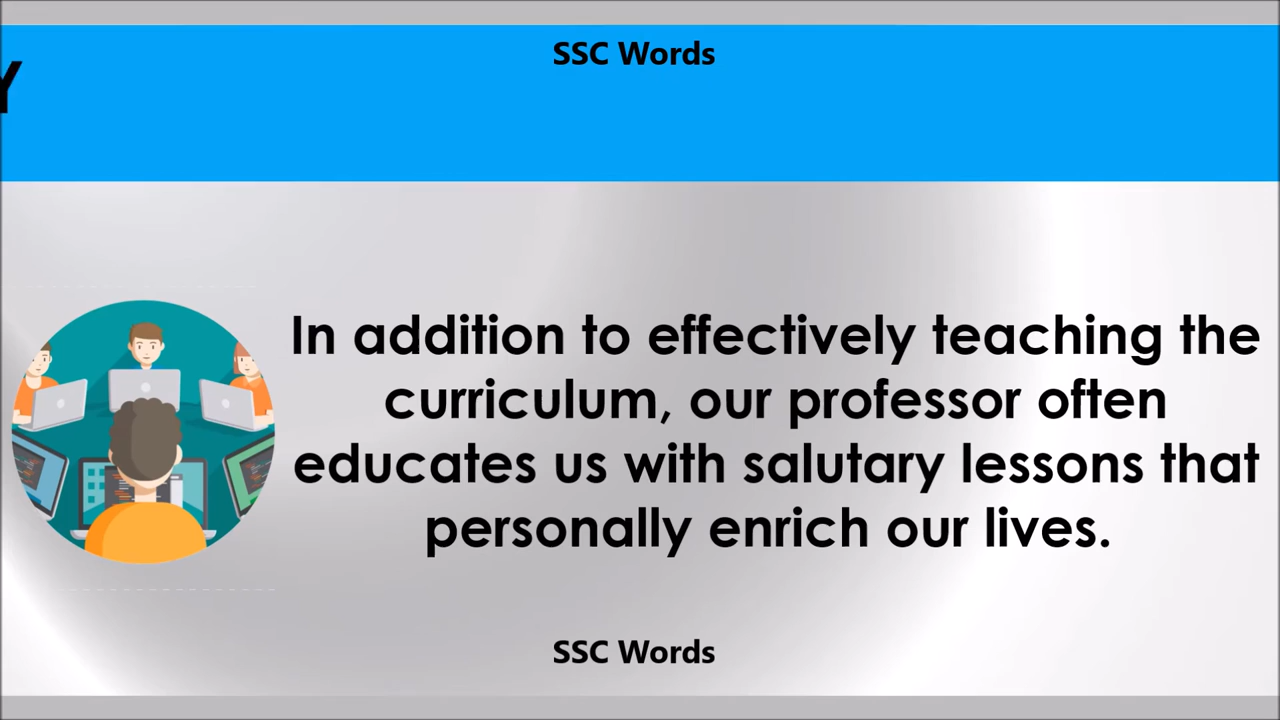 SSC Words
Y
In addition to effectively teaching the
curriculum, our professor often
educates us with salutary lessons that
personally enrich our lives.
SSC Words